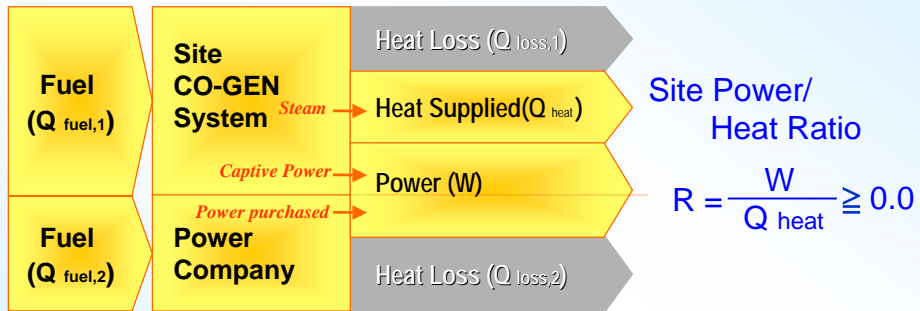 Fuel
(Q fuel,1)
Site
CO-GEN
System
Steam
Heat Loss (Q loss,1)
Heat Supplied(Q heat)
Captive Power
Power (W)
Power purchased
Fuel
(Q fuel,2)
Power
Company
Heat Loss (Q loss,2)
Site Power/
Heat Ratio
R = W / Q heat ≧ 0.0